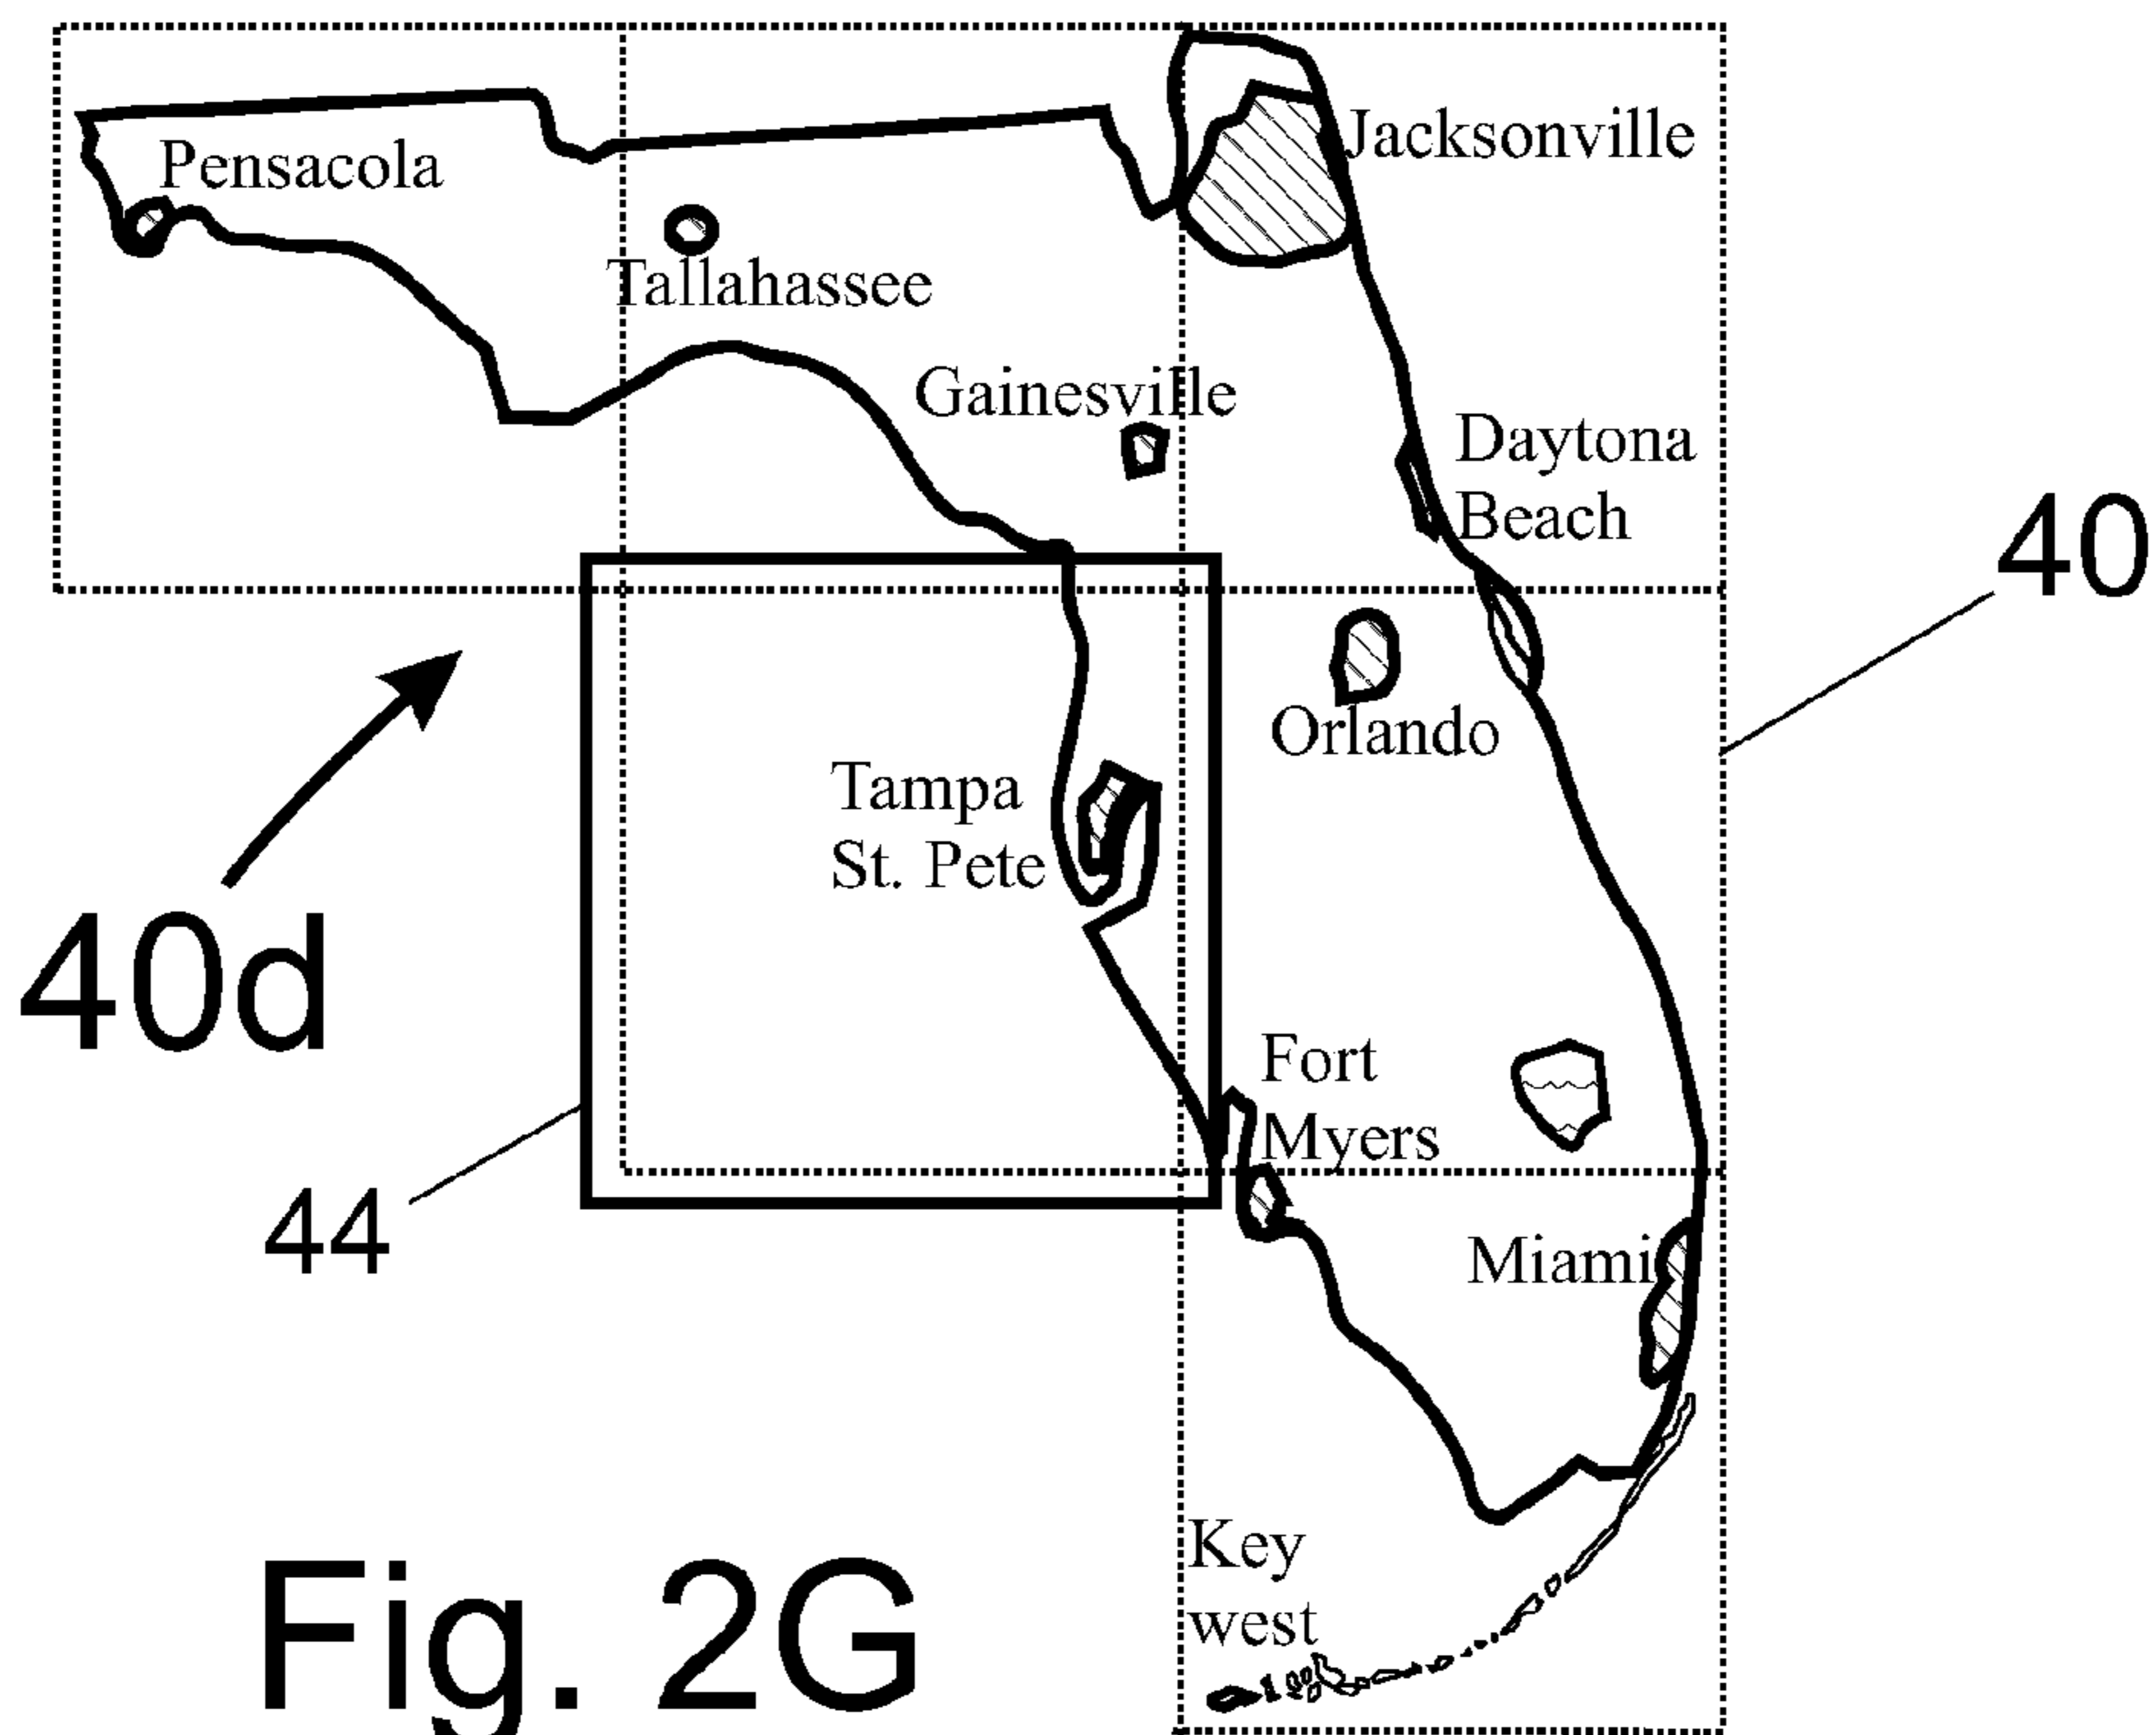 Jacksonville
Pensacola
Tallahassee
Gainesville
Daytona
Beach
40
Orlando
Tampa
St. Pete
40d
Fort
Myers
44
Miami
Key
west
Fig. 2G